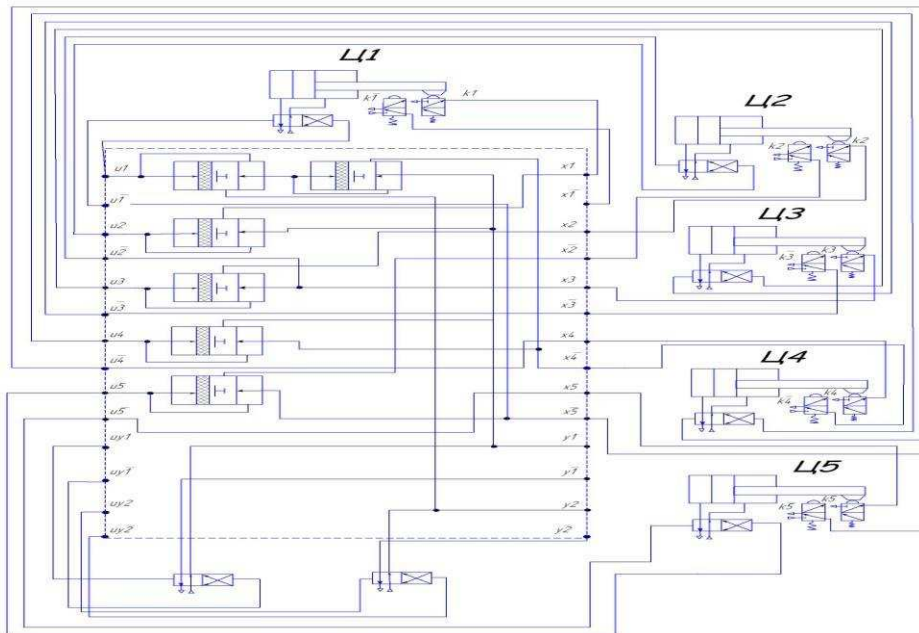 Ц1
k1̅
k1
Ц2
k2̅
k2
u1
x1
u1̅
x1̅
u2
x2
Ц3
u2̅
x2̅
k3̅
k3
u3
x3
u3̅
x3̅
u4
x4
u4̅
x4̅
Ц4
u5
x5
k4̅
k4
u5̅
x5̅
uy1
y1
Ц5
uy1̅
y1̅
k5̅
k5
uy2
y2
uy2̅
y2̅